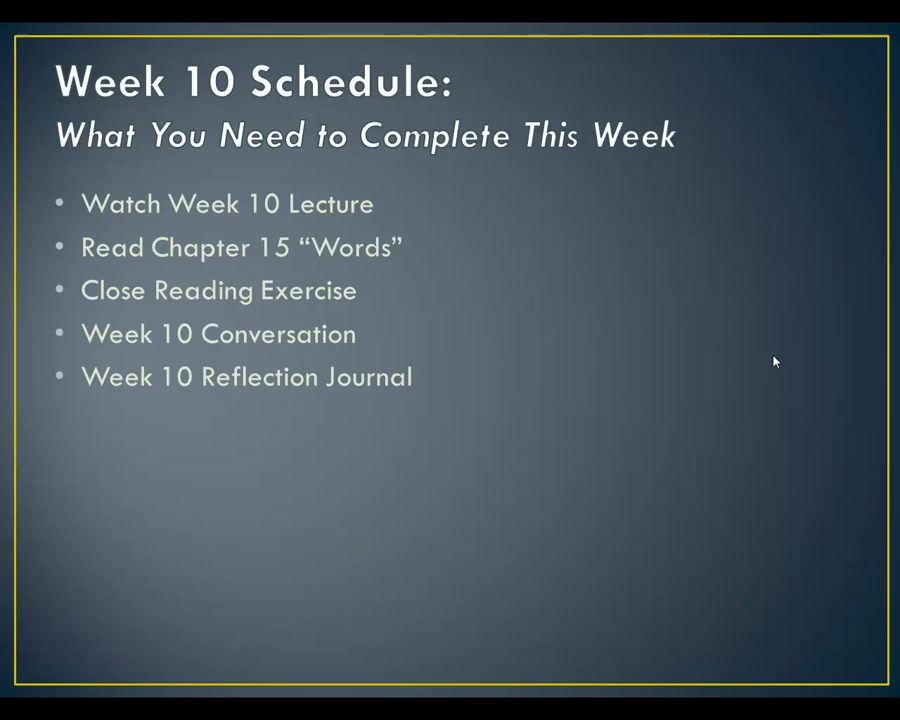 Week 10 Schedule:
What You Need to Complete This Week
• Watch Week 10 Lecture
• Read Chapter 15 “Words”
• Close Reading Exercise
• Week 10 Conversation
• Week 10 Reflection Journal